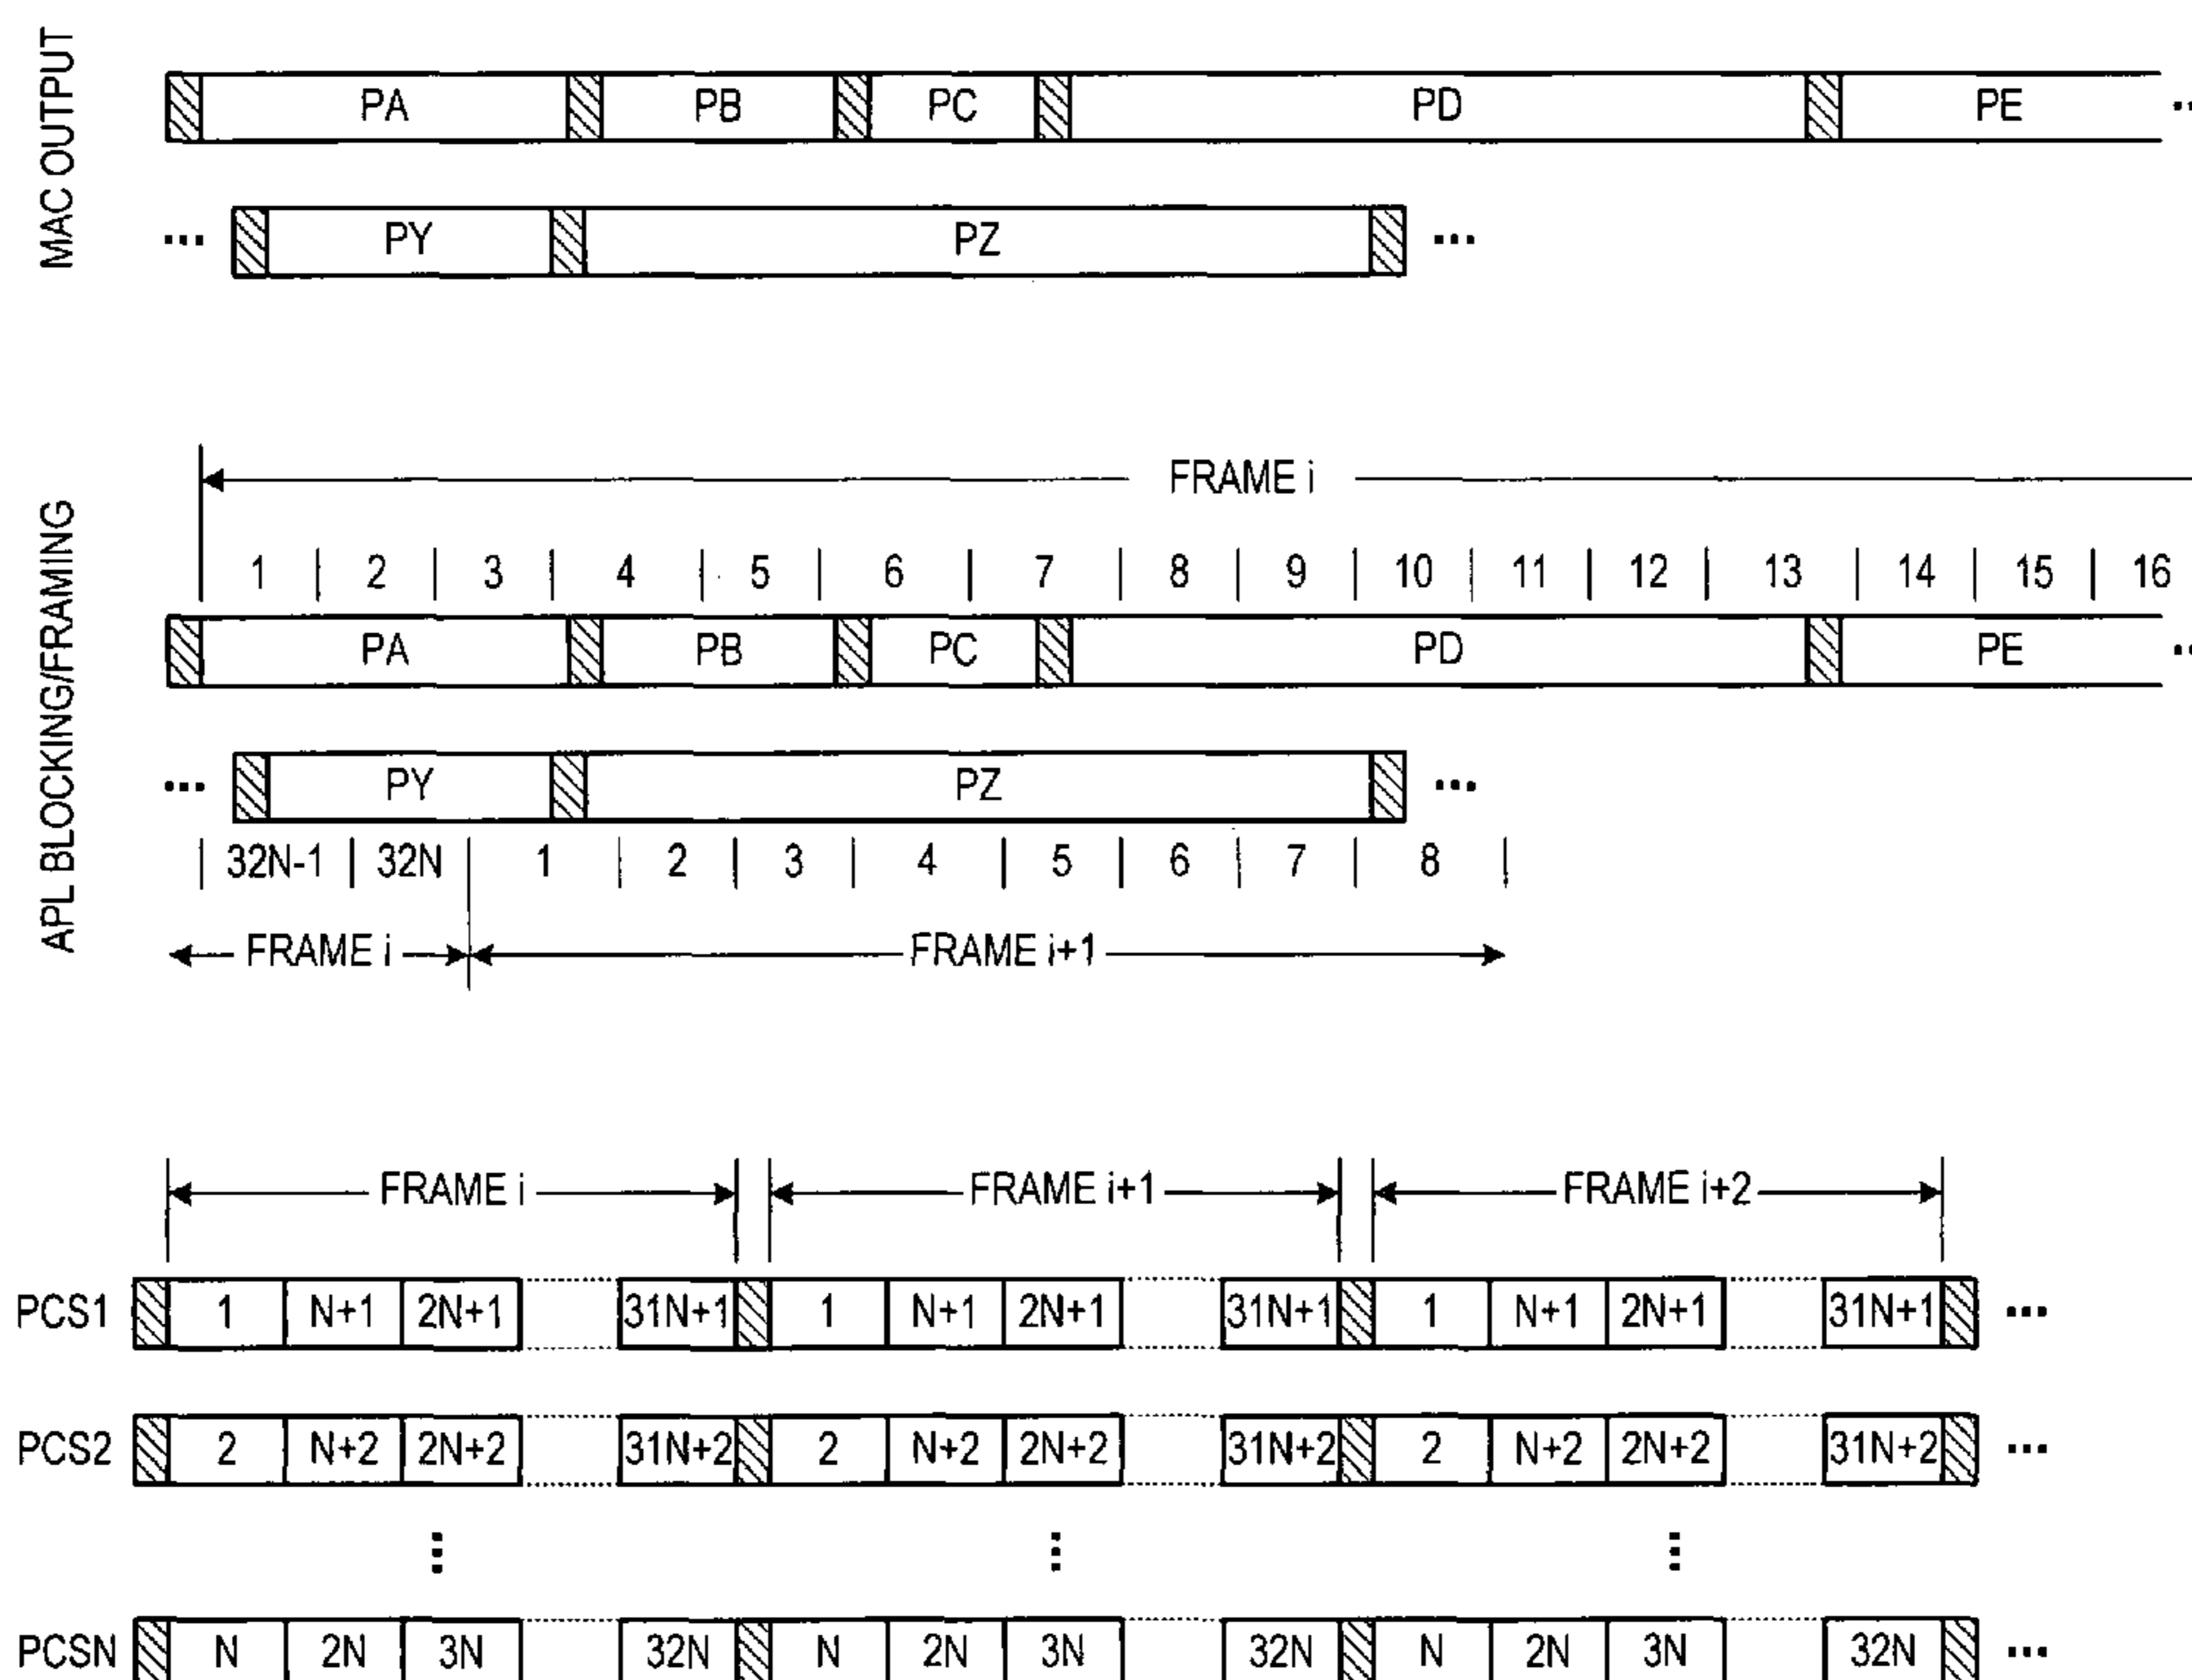 MAC OUTPUT
PA PB PC PD PE ...
... PY PZ ...
APL BLOCKING/FRAMING
FRAME i
1 2 3 4 5 6 7 8 9 10 11 12 13 14 15 16
PA PB PC PD PE ...
... PY PZ ...
32N-1 32N 1 2 3 4 5 6 7 8
FRAME i FRAME i+1
FRAME i FRAME i+1 FRAME i+2
PCS1 1 N+1 2N+1 31N+1 1 N+1 2N+1 31N+1 1 N+1 2N+1 31N+1 ...
PCS2 2 N+2 2N+2 31N+2 2 N+2 2N+2 31N+2 2 N+2 2N+2 31N+2 ...
PCSN N 2N 3N 32N N 2N 3N 32N N 2N 3N 32N ...